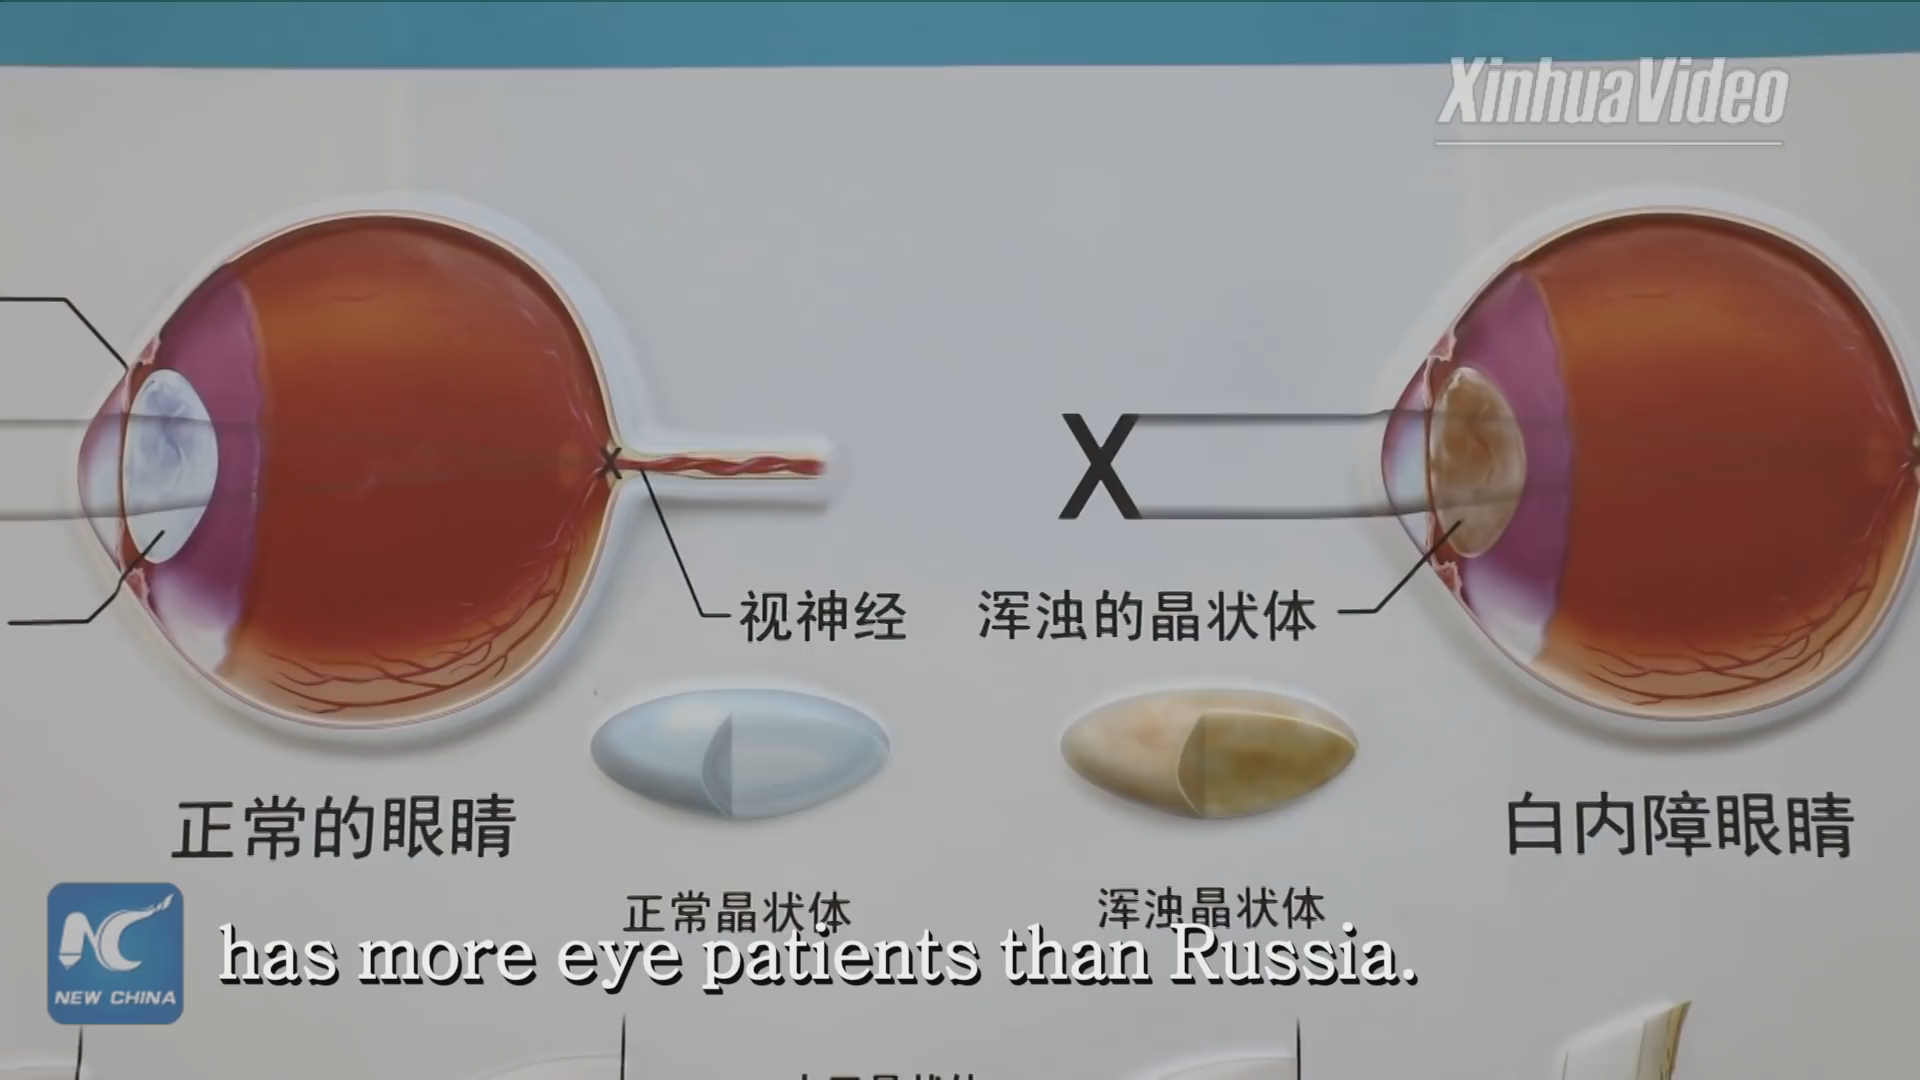 XinhuaVideo
X
X
视神经
浑浊的晶状体
正常的眼睛
白内障眼睛
正常晶状体
浑浊晶状体
has more eye patients than Russia.
NC
NEW CHINA